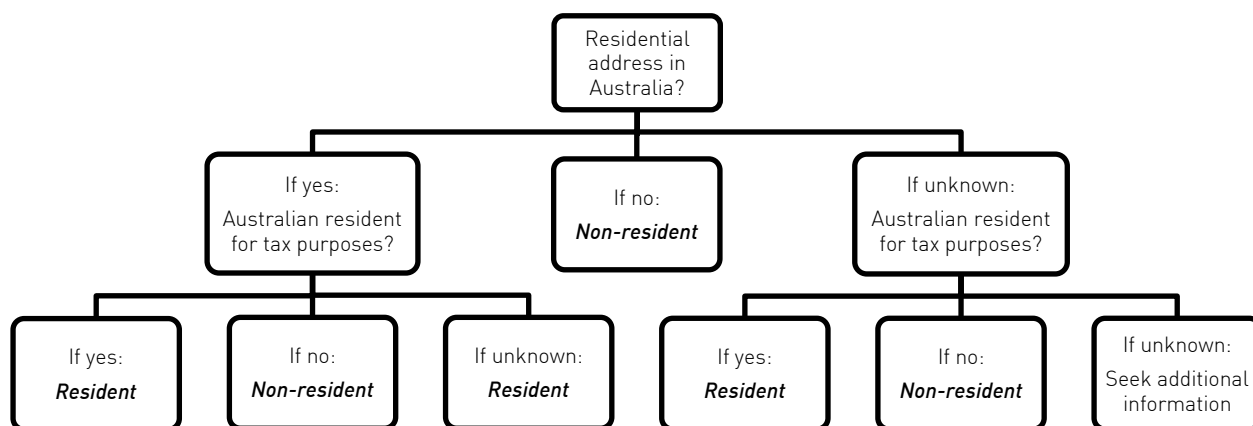 Residential
address in
Australia?
If yes:
Australian resident
for tax purposes?
If no:
Non-resident
If unknown:
Australian resident
for tax purposes?
If yes:
Resident
If no:
Non-resident
If unknown:
Resident
If yes:
Resident
If no:
Non-resident
If unknown:
Seek additional
information